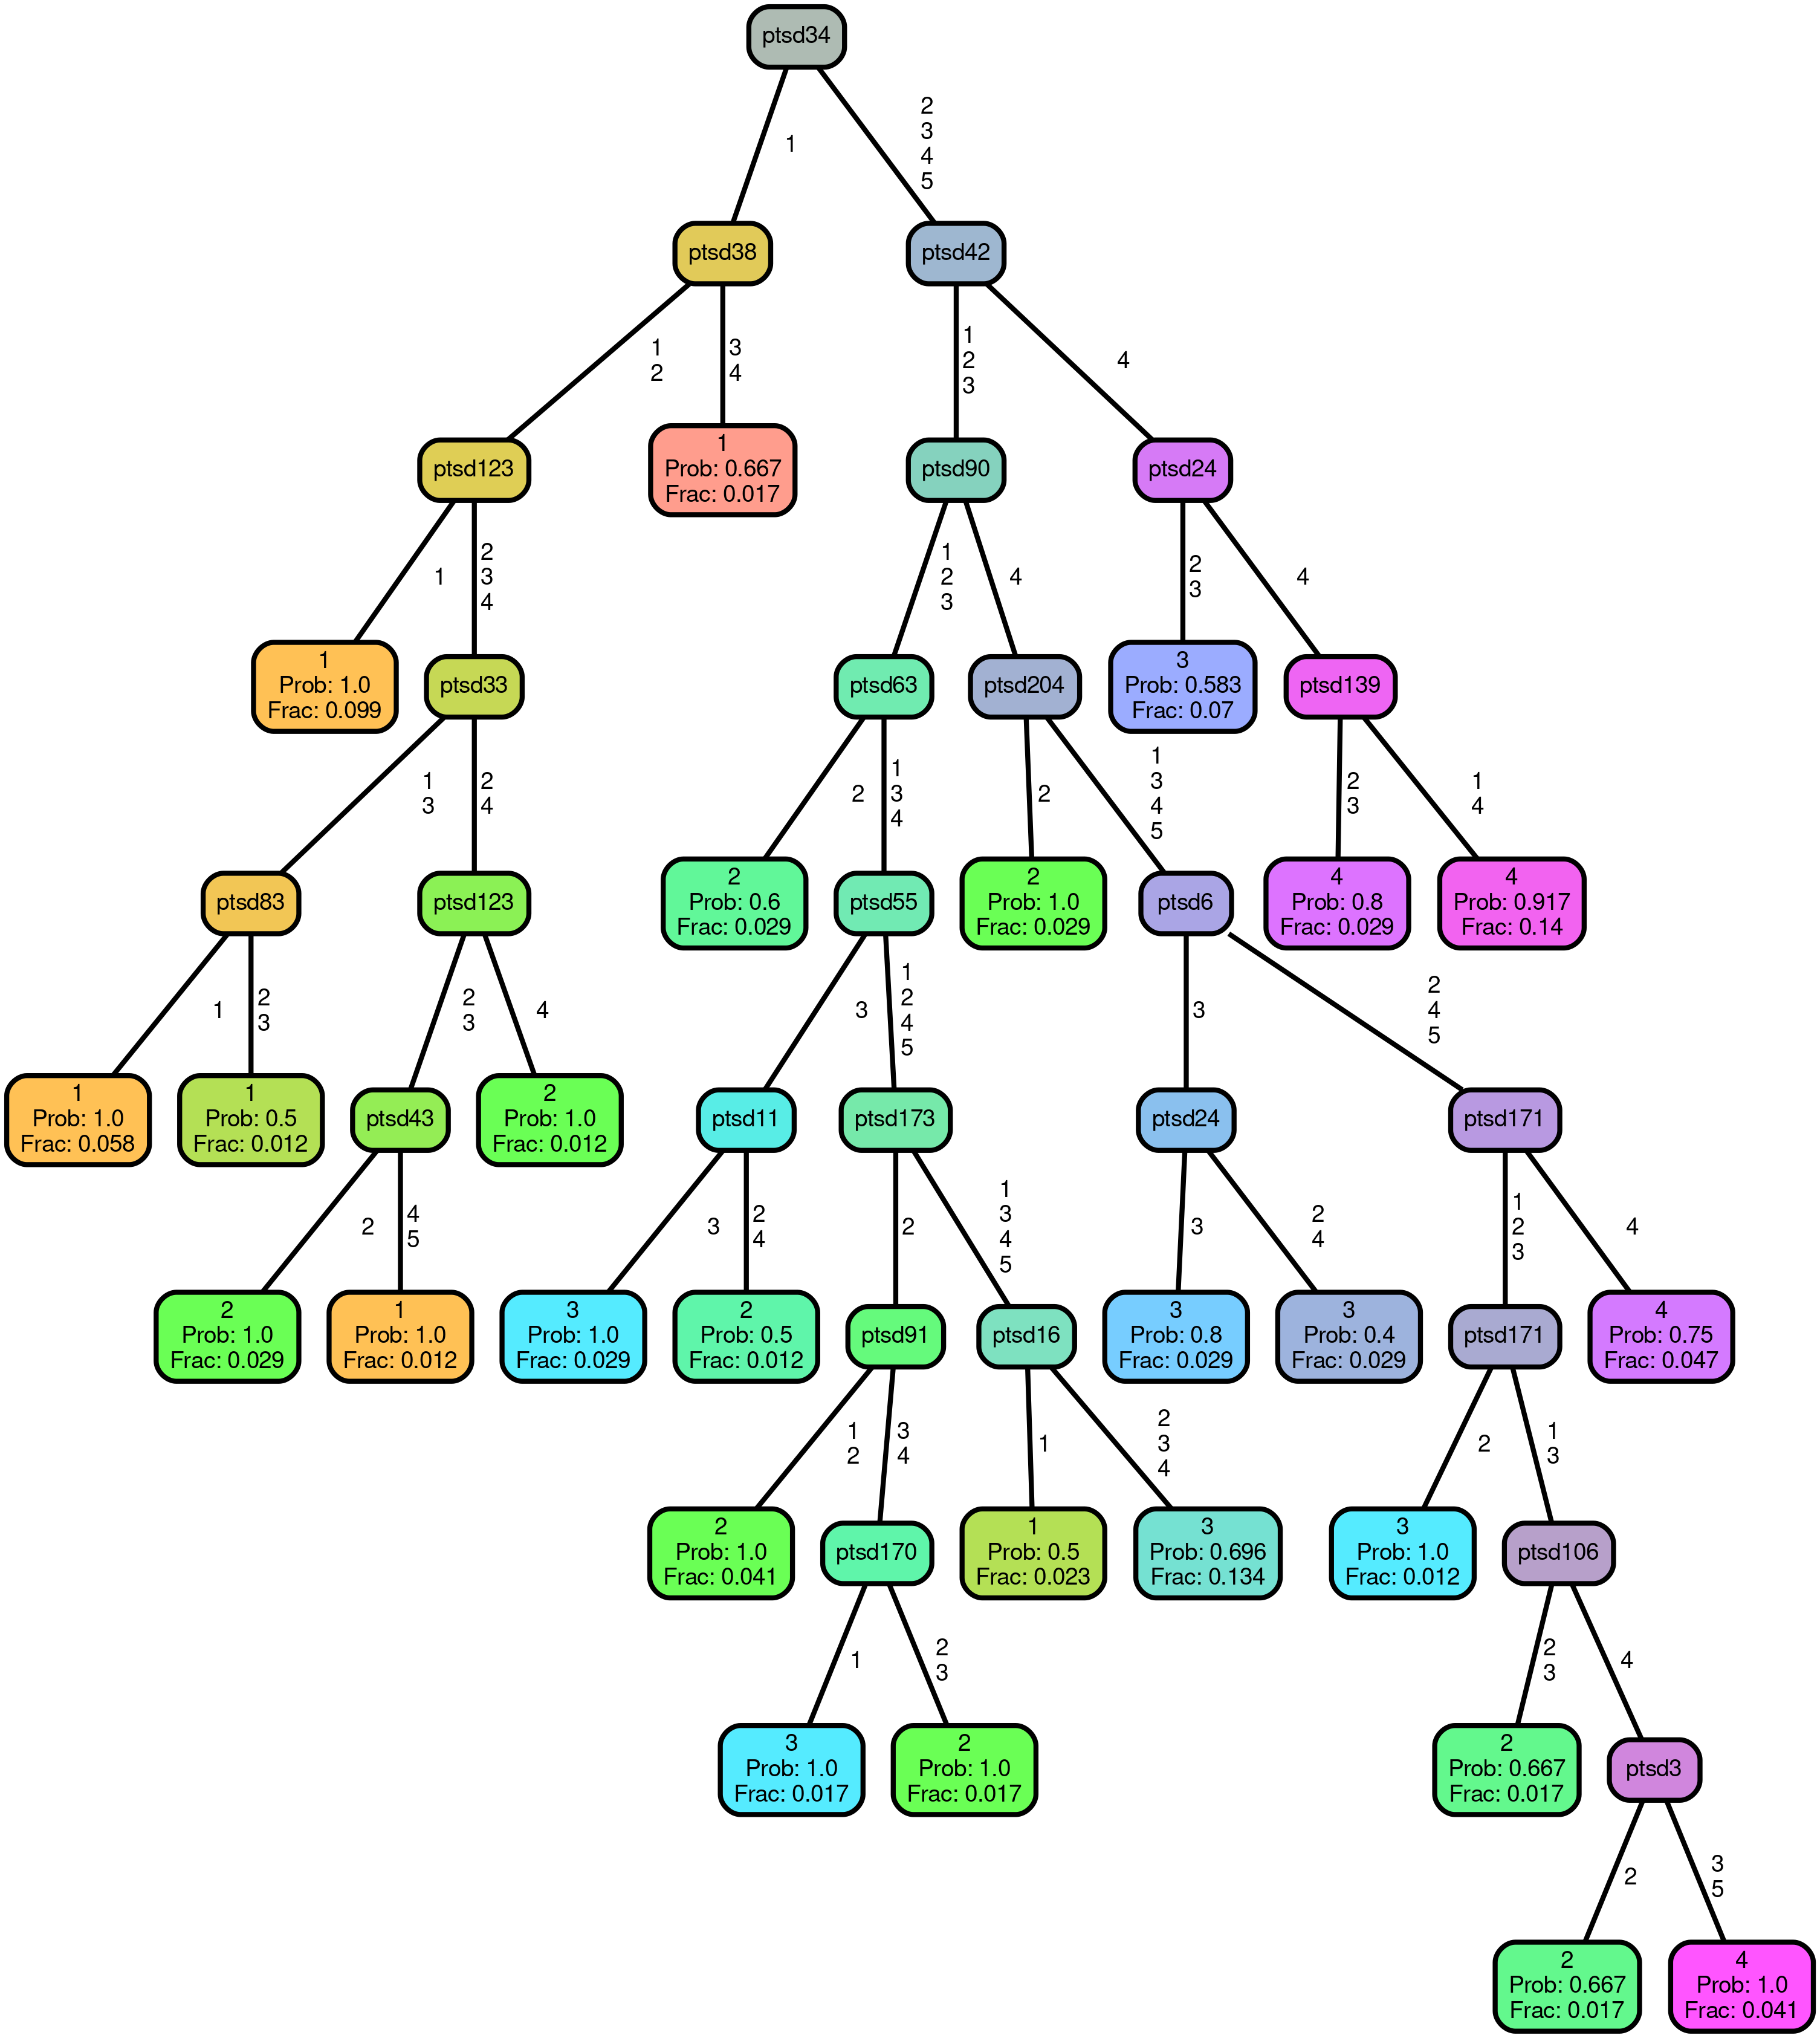 ptsd34
1
2
3
4
5
ptsd38
ptsd42
1
2
3
4
1
2
3
4
ptsd123
1
Prob: 0.667
Frac: 0.017
ptsd90
ptsd24
1
2
3
4
1
2
3
4
2
3
4
1
Prob: 1.0
Frac: 0.099
ptsd33
ptsd63
ptsd204
3
Prob: 0.583
Frac: 0.07
ptsd139
1
3
2
4
2
1
3
4
2
1
3
4
5
2
3
1
4
ptsd83
ptsd123
2
Prob: 0.6
Frac: 0.029
ptsd55
2
Prob: 1.0
Frac: 0.029
ptsd6
4
Prob: 0.8
Frac: 0.029
4
Prob: 0.917
Frac: 0.14
1
2
3
2
3
4
3
1
2
4
5
3
2
4
5
1
Prob: 1.0
Frac: 0.058
1
Prob: 0.5
Frac: 0.012
ptsd43
2
Prob: 1.0
Frac: 0.012
ptsd11
ptsd173
ptsd24
ptsd171
2
4
5
3
2
4
2
1
3
4
5
3
2
4
1
2
3
4
2
Prob: 1.0
Frac: 0.029
1
Prob: 1.0
Frac: 0.012
3
Prob: 1.0
Frac: 0.029
2
Prob: 0.5
Frac: 0.012
ptsd91
ptsd16
3
Prob: 0.8
Frac: 0.029
3
Prob: 0.4
Frac: 0.029
ptsd171
4
Prob: 0.75
Frac: 0.047
1
2
3
4
1
2
3
4
2
1
3
2
Prob: 1.0
Frac: 0.041
ptsd170
1
Prob: 0.5
Frac: 0.023
3
Prob: 0.696
Frac: 0.134
3
Prob: 1.0
Frac: 0.012
ptsd106
1
2
3
2
3
4
3
Prob: 1.0
Frac: 0.017
2
Prob: 1.0
Frac: 0.017
2
Prob: 0.667
Frac: 0.017
ptsd3
2
3
5
2
Prob: 0.667
Frac: 0.017
4
Prob: 1.0
Frac: 0.041